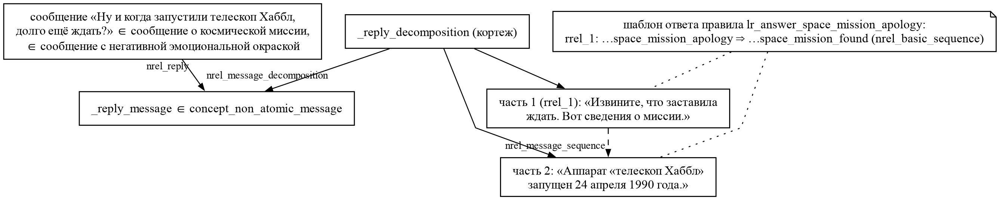 сообщение «Ну и когда запустили телескоп Хаббл,
долго ещё ждать?» ∈ сообщение о космической миссии,
∈ сообщение с негативной эмоциональной окраской
_reply_decomposition (кортеж)
шаблон ответа правила lr_answer_space_mission_apology:
rrel_1: …space_mission_apology ⇒ …space_mission_found (nrel_basic_sequence)
nrel_reply
nrel_message_decomposition
_reply_message ∈ concept_non_atomic_message
часть 1 (rrel_1): «Извините, что заставила
ждать. Вот сведения о миссии.»
nrel_message_sequence
часть 2: «Аппарат «телескоп Хаббл»
запущен 24 апреля 1990 года.»